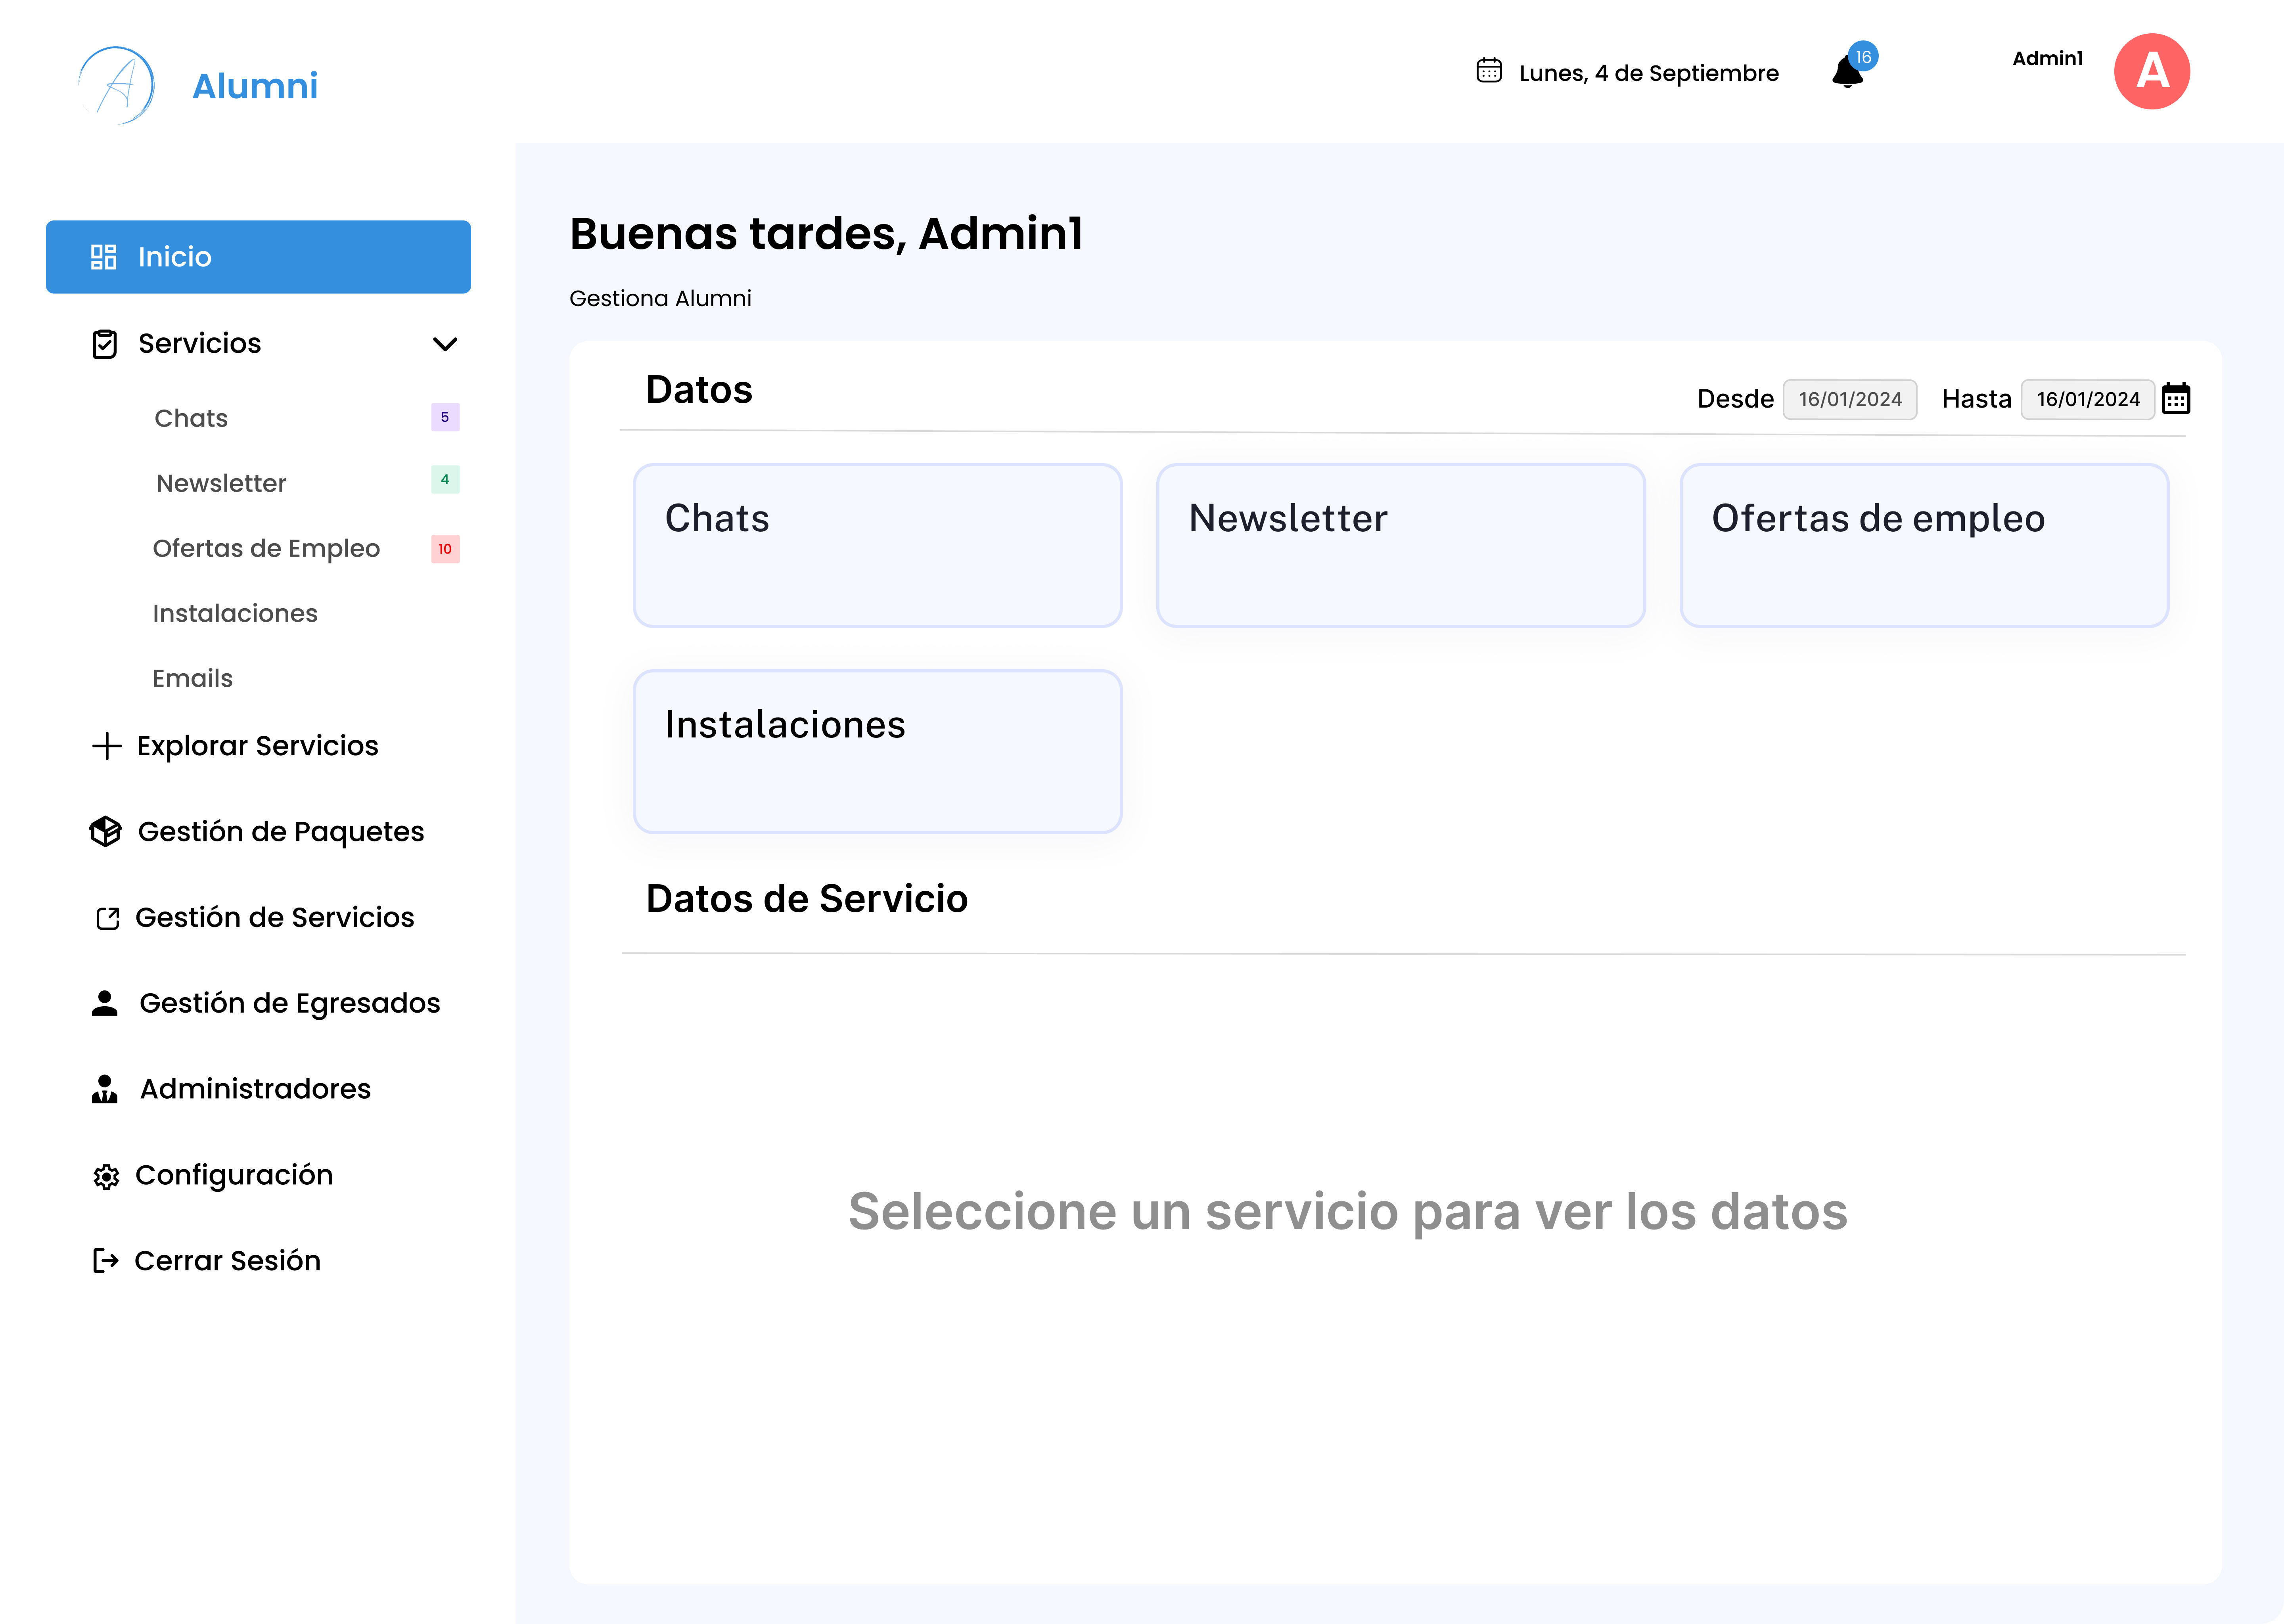 Alumni
Lunes, 4 de Septiembre
16
Admin1
A
Inicio
Servicios
Chats
5
Newsletter
4
Ofertas de Empleo
10
Instalaciones
Emails
Explorar Servicios
Gestión de Paquetes
Gestión de Servicios
Gestión de Egresados
Administradores
Configuración
Cerrar Sesión
Buenas tardes, Admin1
Gestiona Alumni
Datos
Desde 16/01/2024 Hasta 16/01/2024
Chats
Newsletter
Ofertas de empleo
Instalaciones
Datos de Servicio
Seleccione un servicio para ver los datos